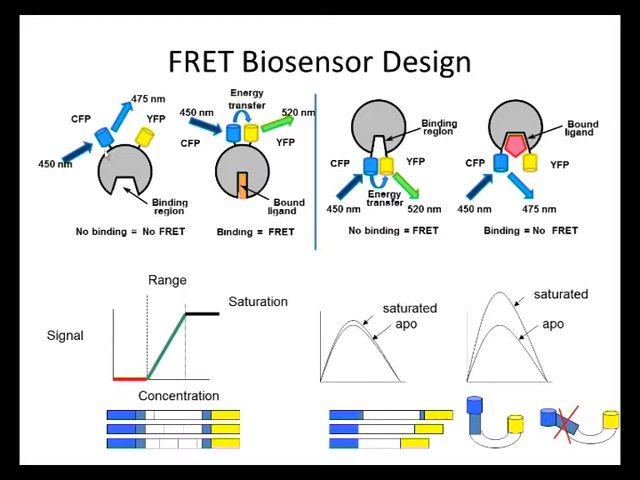 FRET Biosensor Design
475 nm
CFP
YFP
450 nm
No binding = No FRET
Binding
region
Energy
transfer
450 nm
520 nm
CFP
YFP
Bound
ligand
Binding = FRET
Binding
region
CFP
YFP
Energy
transfer
450 nm
520 nm
No binding = FRET
Bound
ligand
CFP
YFP
450 nm
475 nm
Binding = No FRET
Range
Saturation
Signal
Concentration
saturated
apo
saturated
apo